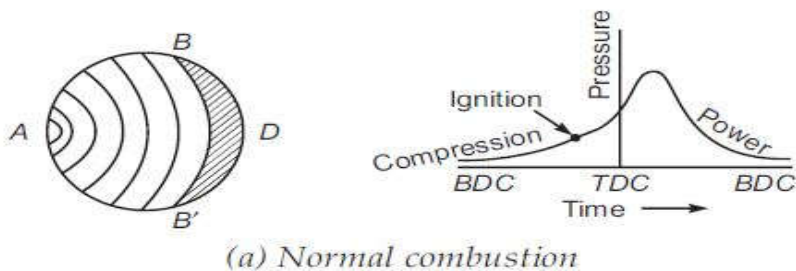 B
A
D
B′
Pressure
Ignition
Compression
Power
BDC TDC BDC
Time
(a) Normal combustion